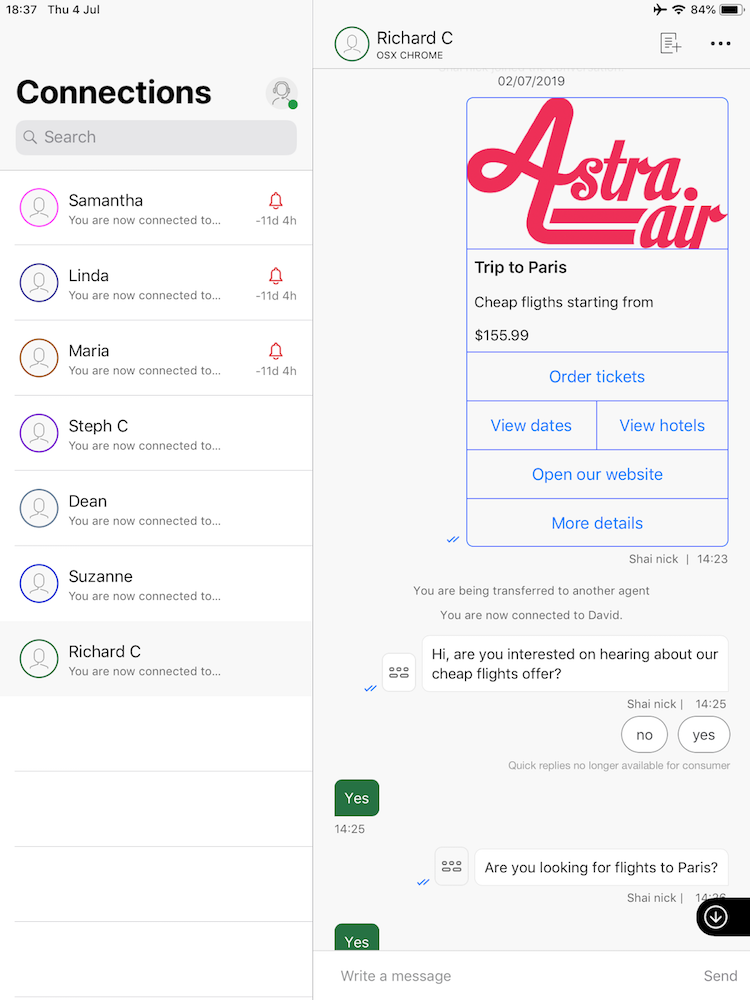 18:37 Thu 4 Jul
84%
Connections
Search
Samantha
You are now connected to...
-11d 4h
Linda
You are now connected to...
-11d 4h
Maria
You are now connected to...
-11d 4h
Steph C
You are now connected to...
Dean
You are now connected to...
Suzanne
You are now connected to...
Richard C
You are now connected to...
Richard C
OSX CHROME
02/07/2019
Astra
air
Trip to Paris
Cheap fligths starting from
$155.99
Order tickets
View dates
View hotels
Open our website
More details
Shai nick | 14:23
You are being transferred to another agent
You are now connected to David.
Hi, are you interested on hearing about our
cheap flights offer?
Shai nick | 14:25
no
yes
Quick replies no longer available for consumer
Yes
14:25
Are you looking for flights to Paris?
Shai nick | 14:26
Yes
Write a message
Send